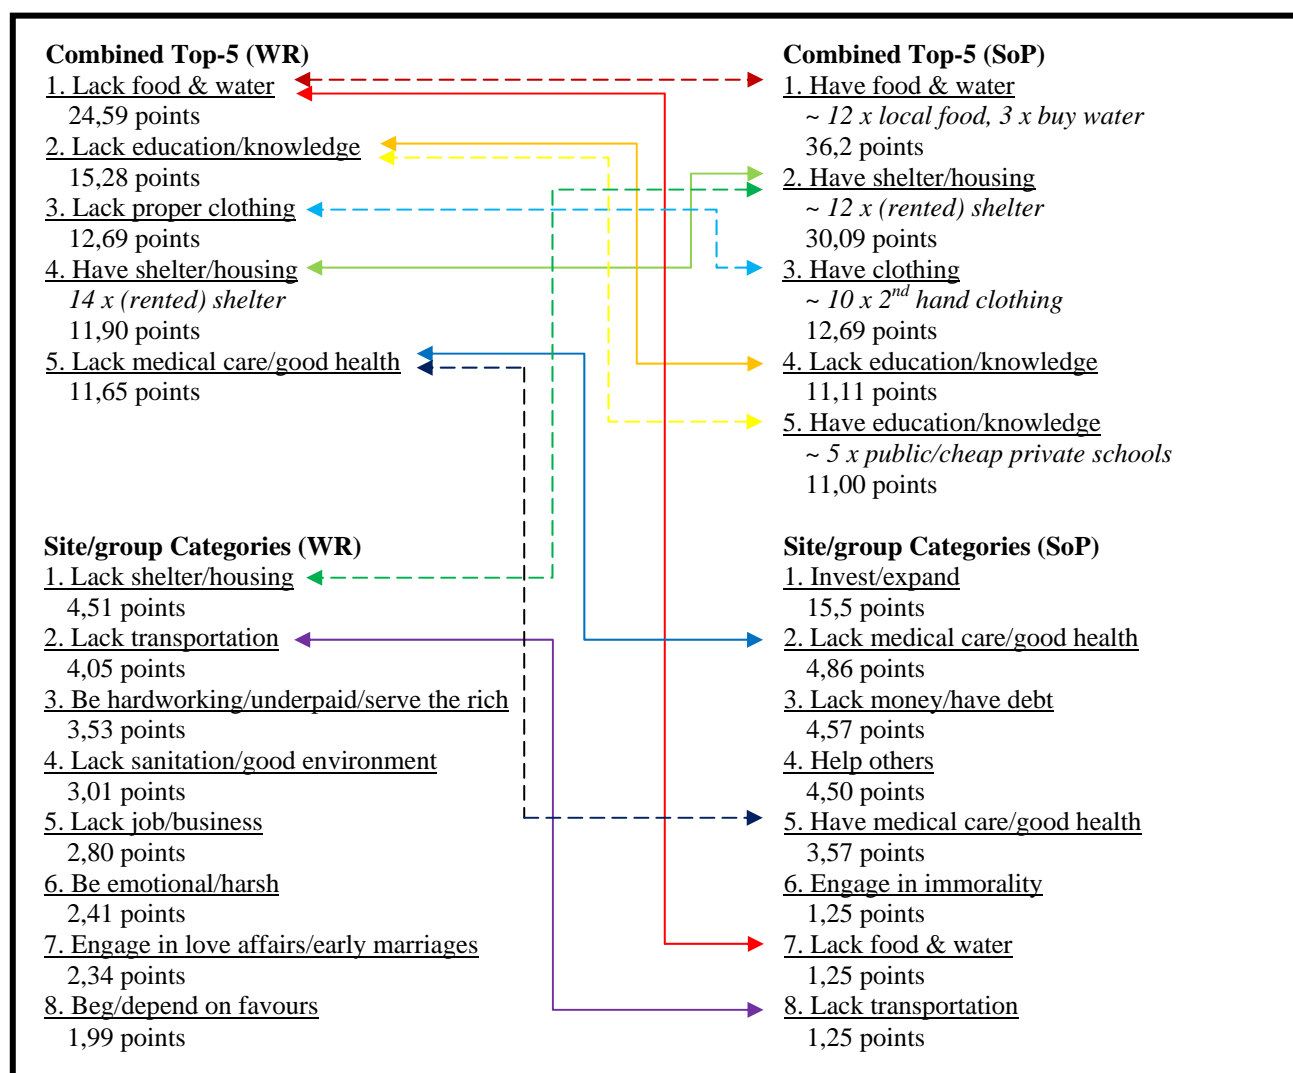 Combined Top-5 (WR)
1. Lack food & water
24,59 points
2. Lack education/knowledge
15,28 points
3. Lack proper clothing
12,69 points
4. Have shelter/housing
14 x (rented) shelter
11,90 points
5. Lack medical care/good health
11,65 points
Combined Top-5 (SoP)
1. Have food & water
~ 12 x local food, 3 x buy water
36,2 points
2. Have shelter/housing
~ 12 x (rented) shelter
30,09 points
3. Have clothing
~ 10 x 2nd hand clothing
12,69 points
4. Lack education/knowledge
11,11 points
5. Have education/knowledge
~ 5 x public/cheap private schools
11,00 points
Site/group Categories (WR)
1. Lack shelter/housing
4,51 points
2. Lack transportation
4,05 points
3. Be hardworking/underpaid/serve the rich
3,53 points
4. Lack sanitation/good environment
3,01 points
5. Lack job/business
2,80 points
6. Be emotional/harsh
2,41 points
7. Engage in love affairs/early marriages
2,34 points
8. Beg/depend on favours
1,99 points
Site/group Categories (SoP)
1. Invest/expand
15,5 points
2. Lack medical care/good health
4,86 points
3. Lack money/have debt
4,57 points
4. Help others
4,50 points
5. Have medical care/good health
3,57 points
6. Engage in immorality
1,25 points
7. Lack food & water
1,25 points
8. Lack transportation
1,25 points